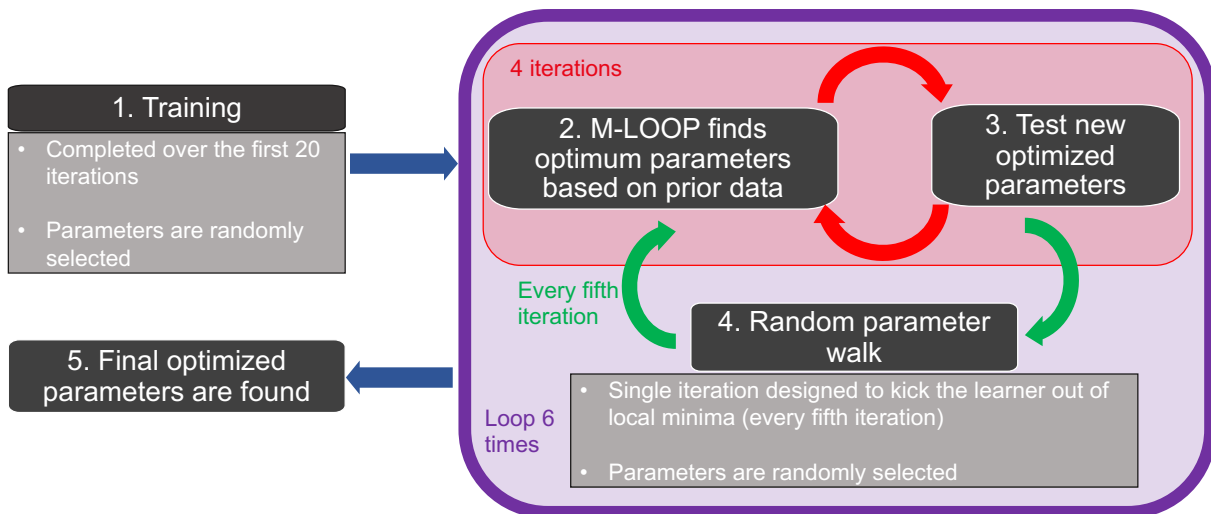 1. Training
• Completed over the first 20
iterations
• Parameters are randomly
selected
4 iterations
2. M-LOOP finds
optimum parameters
based on prior data
3. Test new
optimized
parameters
Every fifth
iteration
4. Random parameter
walk
• Single iteration designed to kick the learner out of
local minima (every fifth iteration)
• Parameters are randomly selected
Loop 6
times
5. Final optimized
parameters are found